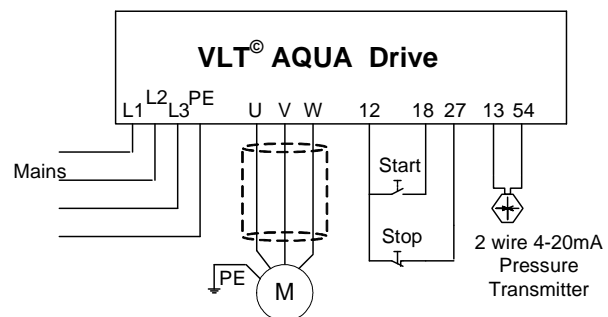 VLT© AQUA Drive
L1 L2 L3 PE U V W 12 18 27 13 54
Mains
Start
Stop
PE
M
2 wire 4-20mA
Pressure
Transmitter